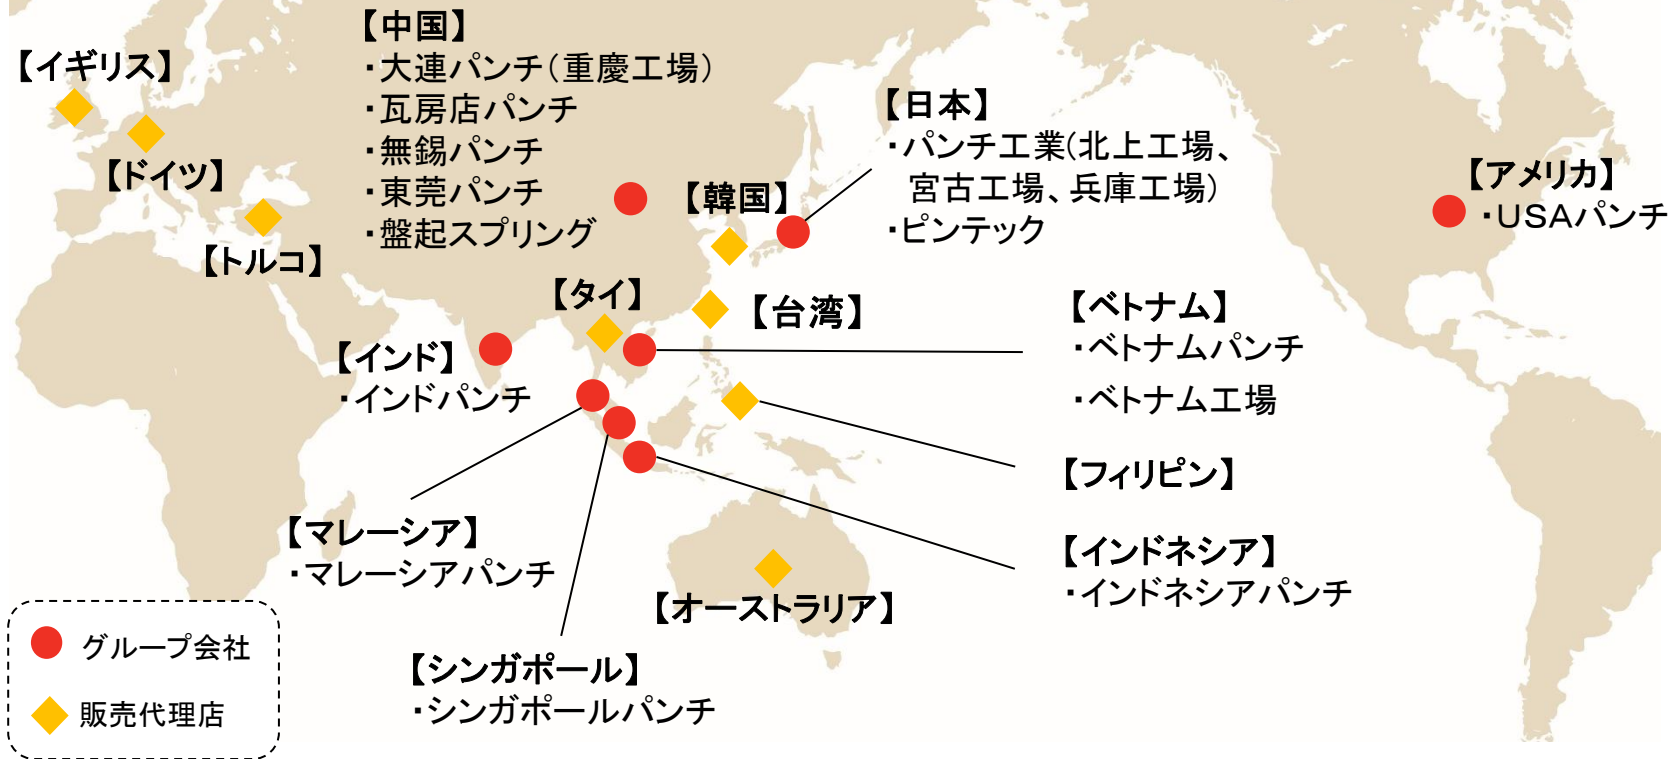 【中国】
・大連パンチ（重慶工場）
・瓦房店パンチ
・無錫パンチ
・東莞パンチ
・盤起スプリング
【イギリス】
【ドイツ】
【トルコ】
【日本】
・パンチ工業(北上工場、
宮古工場、兵庫工場)
・ピンテック
【韓国】
【アメリカ】
・ＵＳＡパンチ
【タイ】
【台湾】
【ベトナム】
・ベトナムパンチ
・ベトナム工場
【インド】
・インドパンチ
【フィリピン】
【マレーシア】
・マレーシアパンチ
【インドネシア】
・インドネシアパンチ
【オーストラリア】
【シンガポール】
・シンガポールパンチ
グループ会社
販売代理店